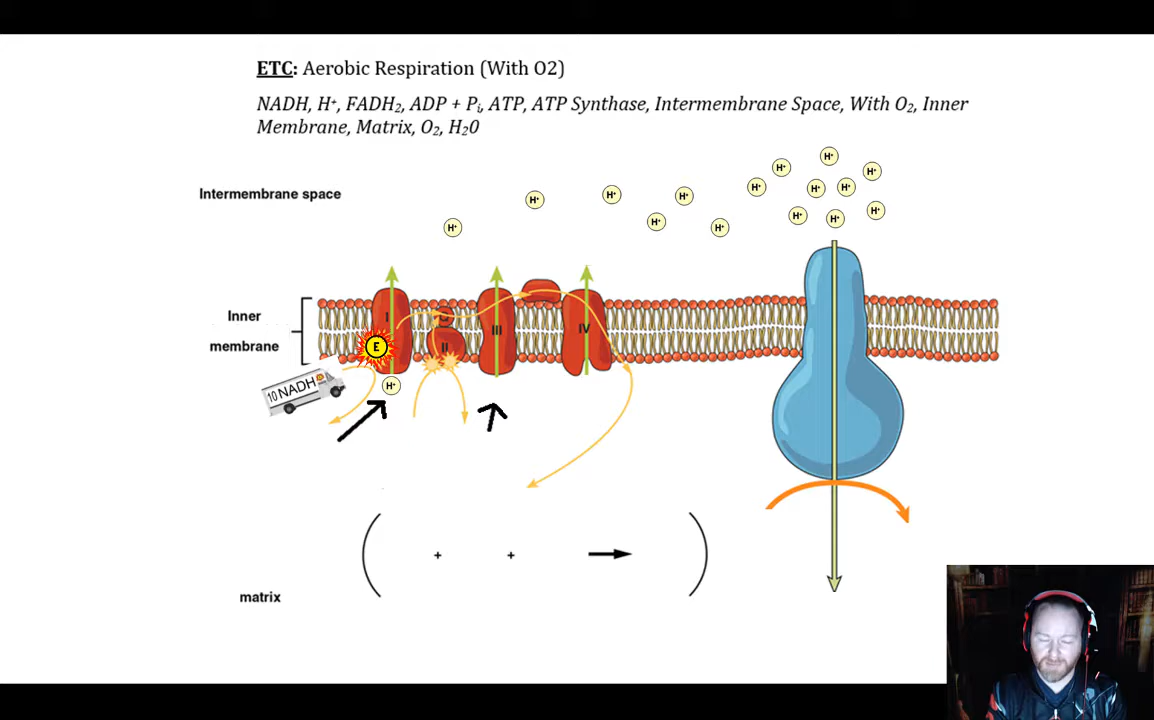 ETC: Aerobic Respiration (With O2)
NADH, H⁺, FADH₂, ADP + Pᵢ, ATP, ATP Synthase, Intermembrane Space, With O₂, Inner
Membrane, Matrix, O₂, H₂0
H⁺
H⁺
H⁺
H⁺
H⁺
H⁺
H⁺
Intermembrane space
H⁺
H⁺
H⁺
H⁺
H⁺
H⁺
H⁺
H⁺
H⁺
Inner
membrane
I
Q
II
III
IV
E
10 NADH
H⁺
+ +
matrix